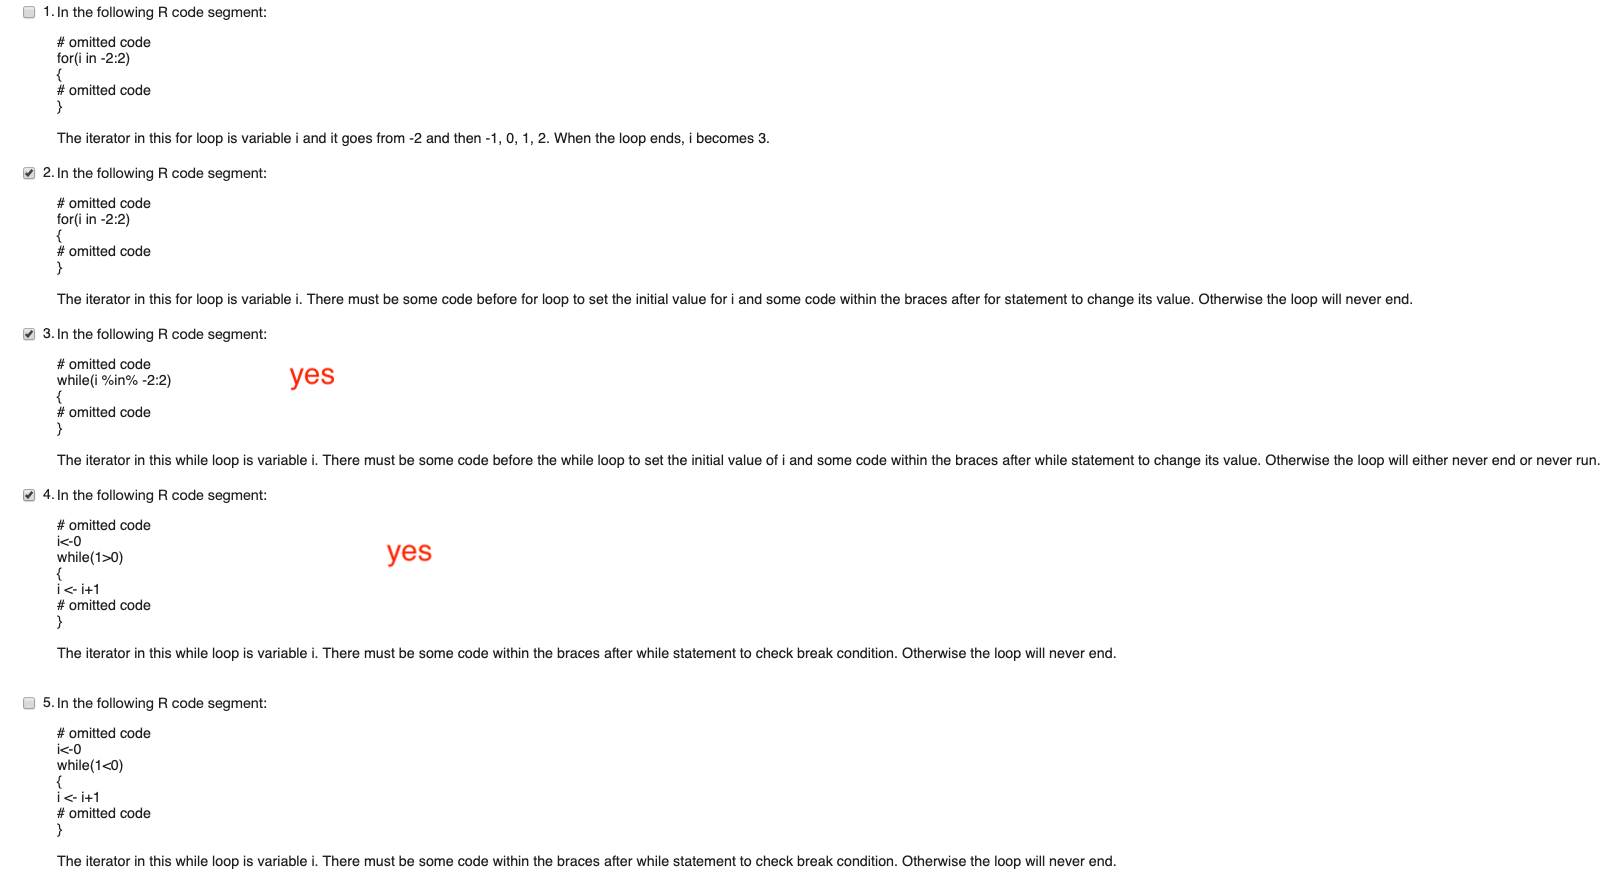 1. In the following R code segment:
# omitted code
for(i in -2:2)
{
# omitted code
}
The iterator in this for loop is variable i and it goes from -2 and then -1, 0, 1, 2. When the loop ends, i becomes 3.
2. In the following R code segment:
# omitted code
for(i in -2:2)
{
# omitted code
}
The iterator in this for loop is variable i. There must be some code before for loop to set the initial value for i and some code within the braces after for statement to change its value. Otherwise the loop will never end.
3. In the following R code segment:
# omitted code
while(i %in% -2:2)
yes
{
# omitted code
}
The iterator in this while loop is variable i. There must be some code before the while loop to set the initial value of i and some code within the braces after while statement to change its value. Otherwise the loop will either never end or never run.
4. In the following R code segment:
# omitted code
i<-0
while(1>0)
yes
{
i <- i+1
# omitted code
}
The iterator in this while loop is variable i. There must be some code within the braces after while statement to check break condition. Otherwise the loop will never end.
5. In the following R code segment:
# omitted code
i<-0
while(1<0)
{
i <- i+1
# omitted code
}
The iterator in this while loop is variable i. There must be some code within the braces after while statement to check break condition. Otherwise the loop will never end.